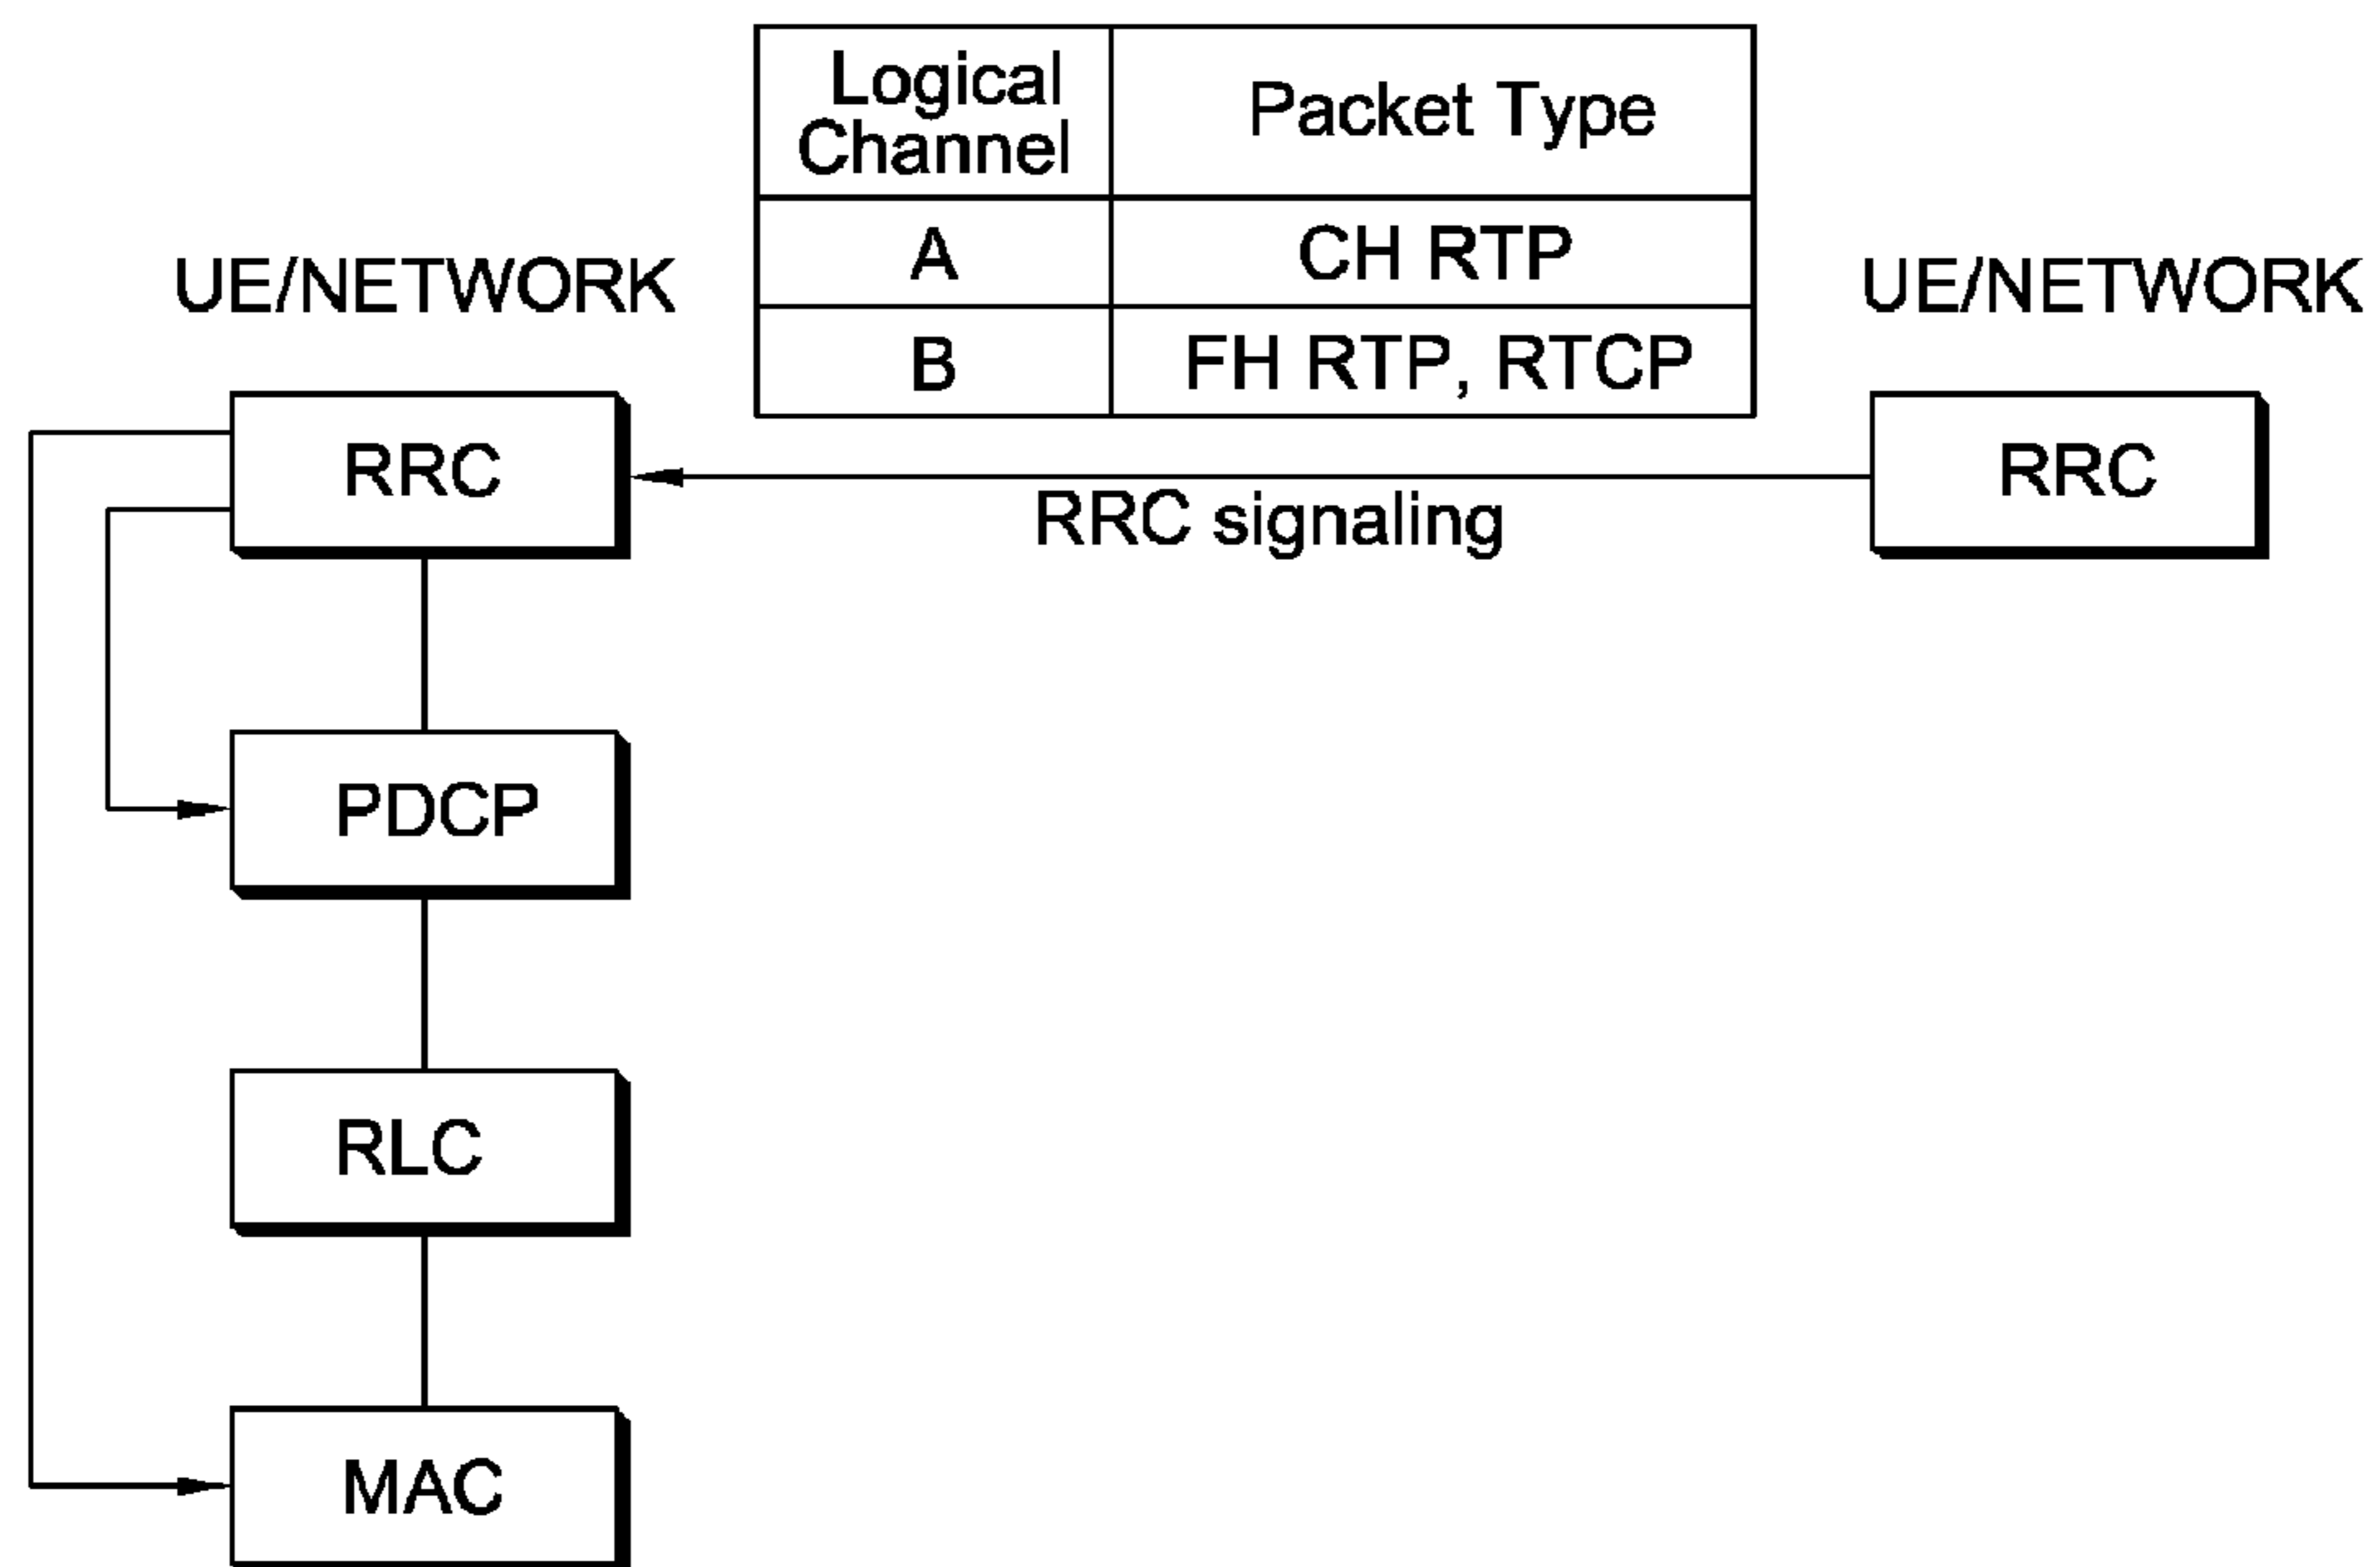 Logical
Channel
Packet Type
A
CH RTP
B
FH RTP, RTCP
UE/NETWORK
UE/NETWORK
RRC
RRC signaling
RRC
PDCP
RLC
MAC